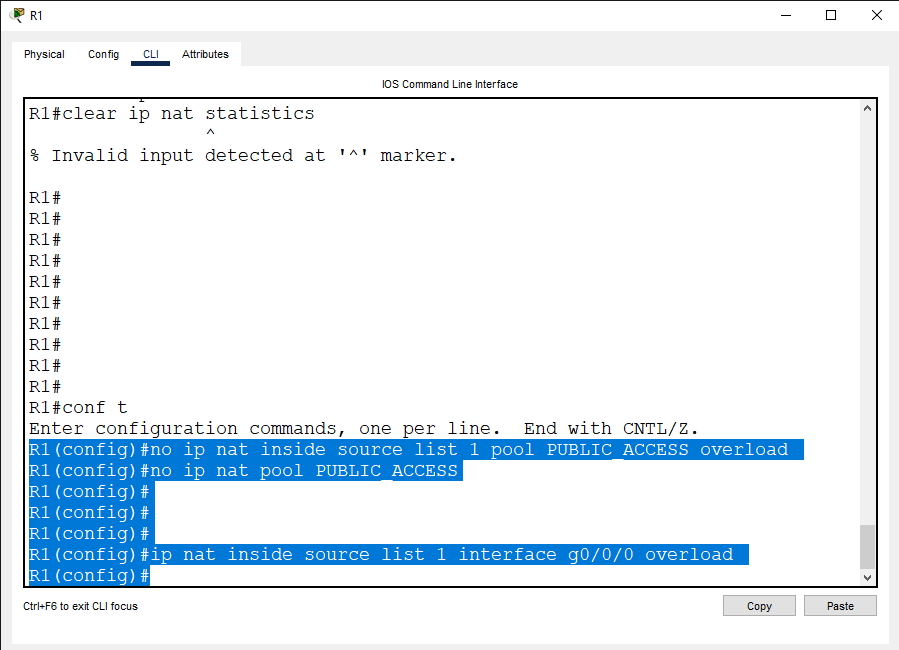 R1
Physical Config CLI Attributes
IOS Command Line Interface
R1#clear ip nat statistics
^
% Invalid input detected at '^' marker.
R1#
R1#
R1#
R1#
R1#
R1#
R1#
R1#
R1#
R1#
R1#conf t
Enter configuration commands, one per line.  End with CNTL/Z.
R1(config)#no ip nat inside source list 1 pool PUBLIC_ACCESS overload
R1(config)#no ip nat pool PUBLIC_ACCESS
R1(config)#
R1(config)#
R1(config)#
R1(config)#ip nat inside source list 1 interface g0/0/0 overload
R1(config)#
Ctrl+F6 to exit CLI focus
Copy Paste